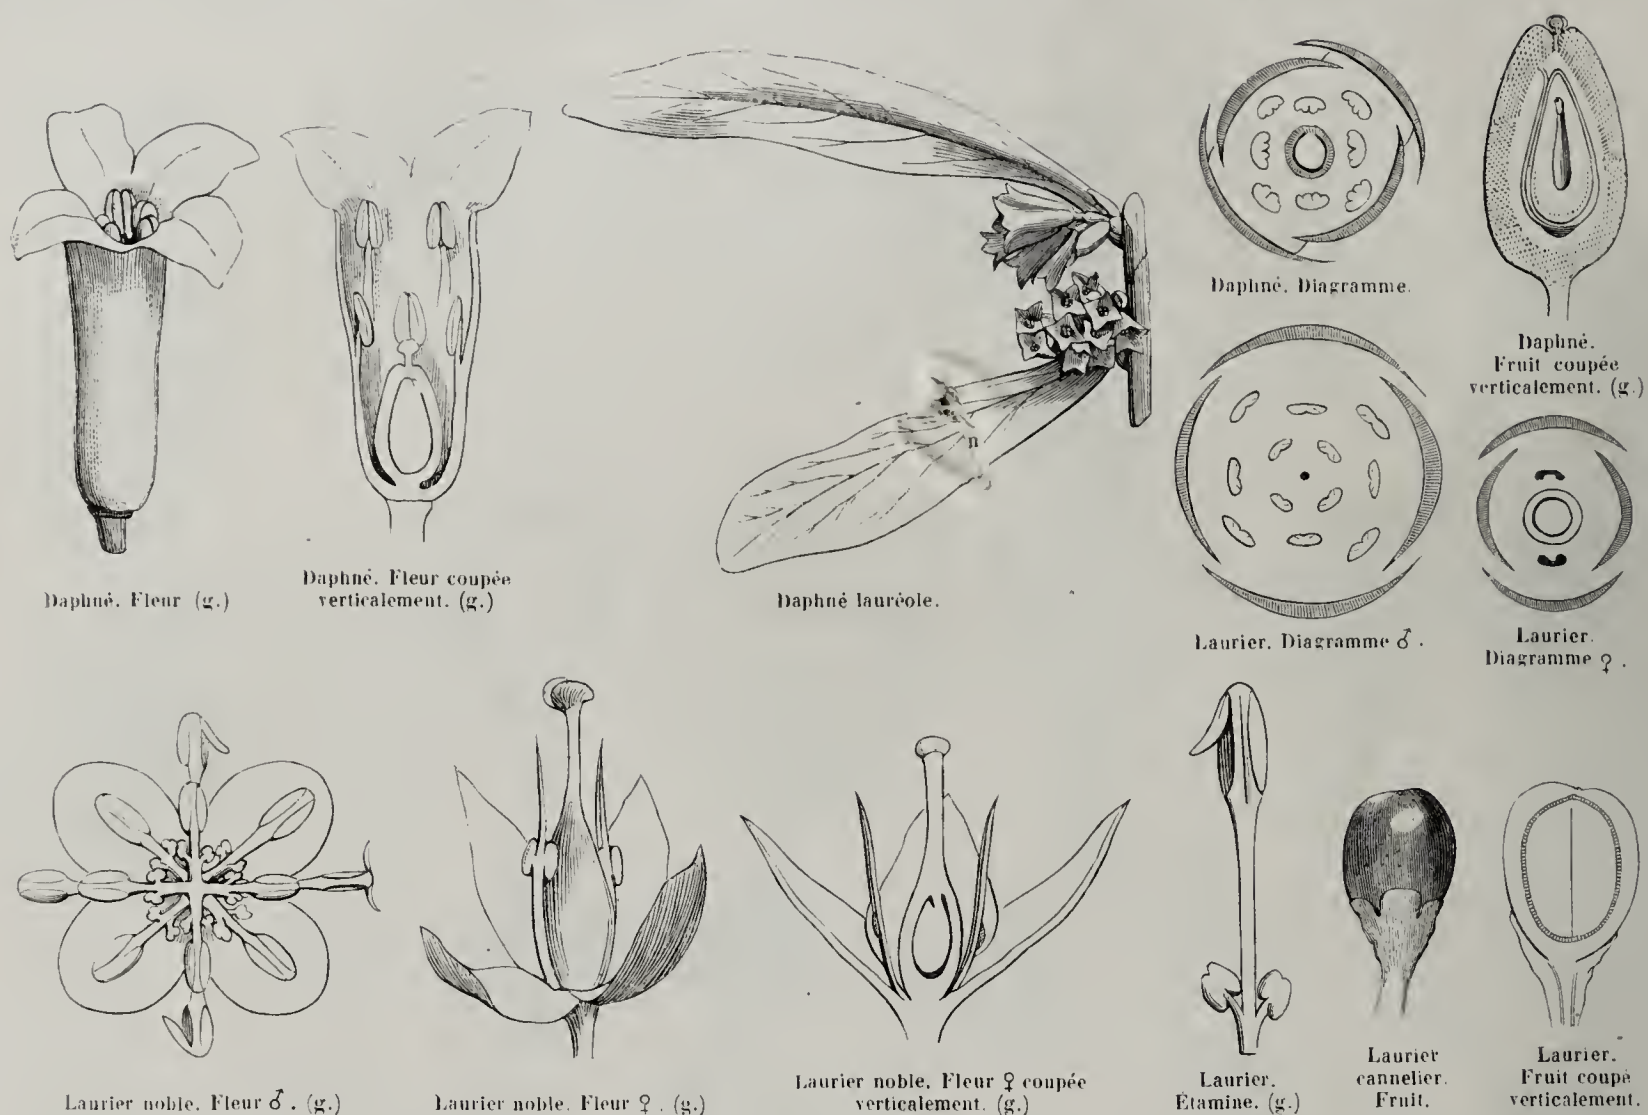 Daphné. Fleur (g.)
Daphné. Fleur coupée
verticalement. (g.)
n
Daphné lauréole.
Daphné. Diagramme.
Daphné.
Fruit coupée
verticalement. (g.)
Laurier. Diagramme ♂.
Laurier.
Diagramme ♀.
Laurier noble. Fleur ♂. (g.)
Laurier noble. Fleur ♀. (g.)
Laurier noble. Fleur ♀ coupée
verticalement. (g.)
Laurier.
Étamine. (g.)
Laurier
cannelier.
Fruit.
Laurier.
Fruit coupé
verticalement.